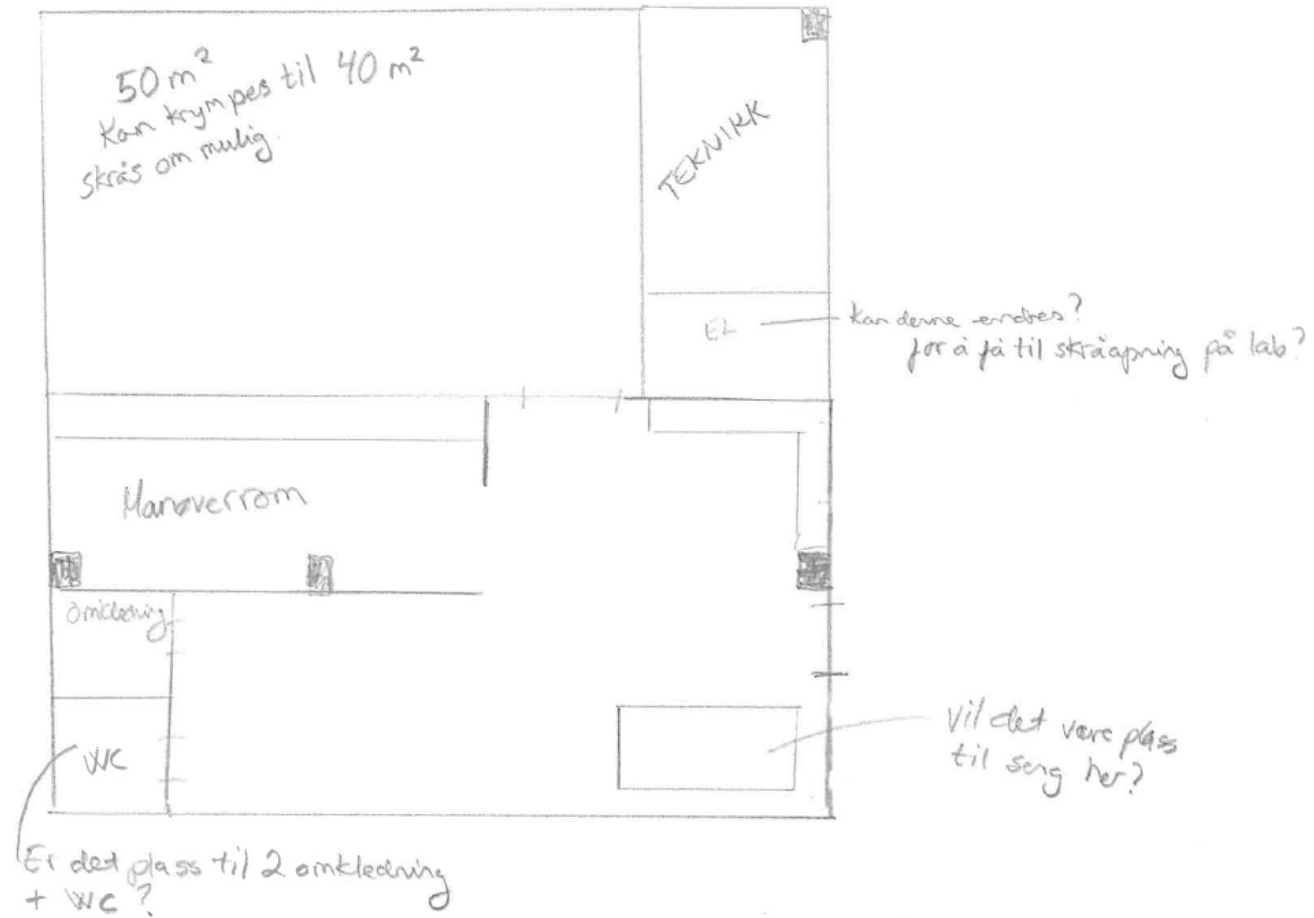 50 m²
Kan krympes til 40 m²
skrås om mulig.
TEKNIKK
EL
Kan denne endres?
for å få til skråapning på lab?
Manøverrom
Omkledning
WC
Vil det være plass
til seng her?
Er det plass til 2 omkledning
+ WC?